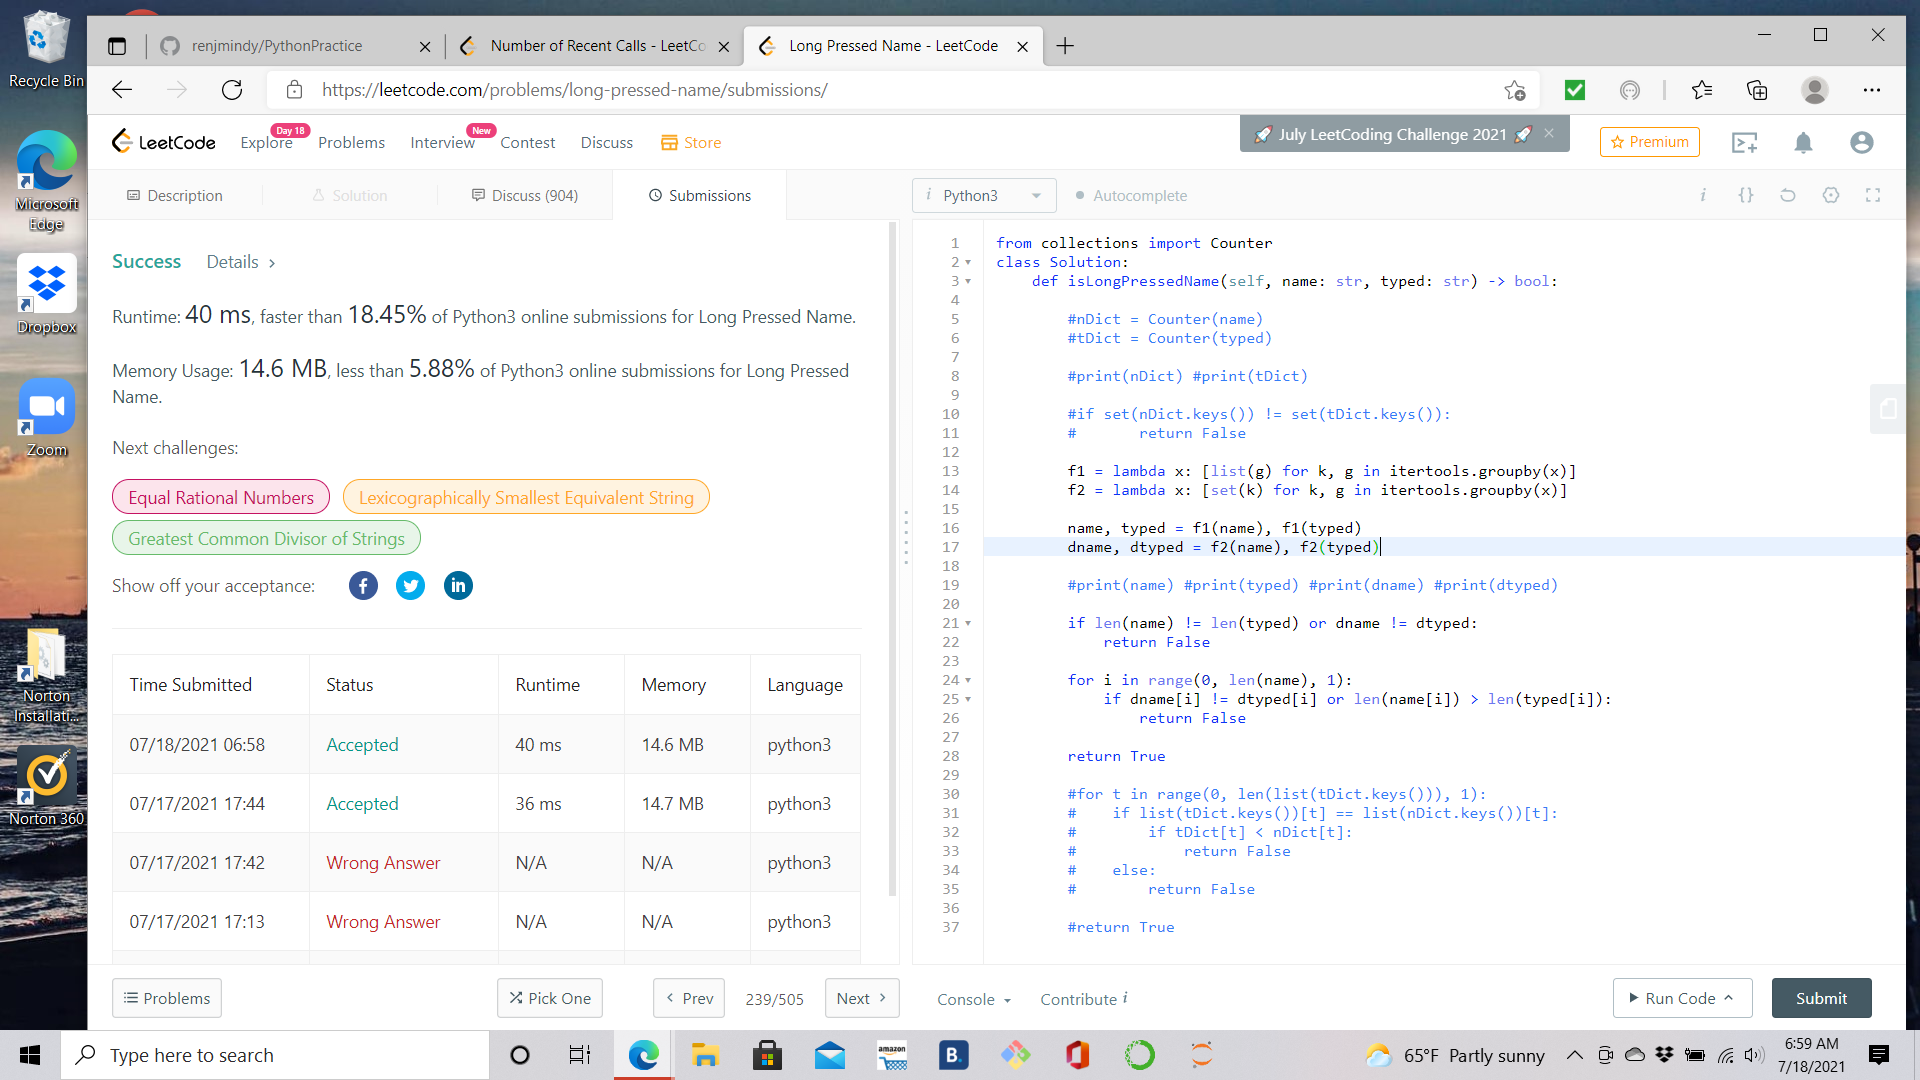 Recycle Bin
Microsoft
Edge
Dropbox
Zoom
Norton
Installati...
Norton 360
renjmindy/PythonPractice
Number of Recent Calls - LeetCo
Long Pressed Name - LeetCode
https://leetcode.com/problems/long-pressed-name/submissions/
LeetCode
Explore
Day 18
Problems
Interview
New
Contest
Discuss
Store
🚀 July LeetCoding Challenge 2021 🚀
Premium
Description
Solution
Discuss (904)
Submissions
i Python3
Autocomplete
i {}
Success Details >
Runtime: 40 ms, faster than 18.45% of Python3 online submissions for Long Pressed Name.
Memory Usage: 14.6 MB, less than 5.88% of Python3 online submissions for Long Pressed
Name.
Next challenges:
Equal Rational Numbers
Lexicographically Smallest Equivalent String
Greatest Common Divisor of Strings
Show off your acceptance:
Time Submitted Status Runtime Memory Language
07/18/2021 06:58 Accepted 40 ms 14.6 MB python3
07/17/2021 17:44 Accepted 36 ms 14.7 MB python3
07/17/2021 17:42 Wrong Answer N/A N/A python3
07/17/2021 17:13 Wrong Answer N/A N/A python3
1 from collections import Counter
2 class Solution:
3 def isLongPressedName(self, name: str, typed: str) -> bool:
4
5 #nDict = Counter(name)
6 #tDict = Counter(typed)
7
8 #print(nDict) #print(tDict)
9
10 #if set(nDict.keys()) != set(tDict.keys()):
11 # return False
12
13 f1 = lambda x: [list(g) for k, g in itertools.groupby(x)]
14 f2 = lambda x: [set(k) for k, g in itertools.groupby(x)]
15
16 name, typed = f1(name), f1(typed)
17 dname, dtyped = f2(name), f2(typed)
18
19 #print(name) #print(typed) #print(dname) #print(dtyped)
20
21 if len(name) != len(typed) or dname != dtyped:
22 return False
23
24 for i in range(0, len(name), 1):
25 if dname[i] != dtyped[i] or len(name[i]) > len(typed[i]):
26 return False
27
28 return True
29
30 #for t in range(0, len(list(tDict.keys())), 1):
31 # if list(tDict.keys())[t] == list(nDict.keys())[t]:
32 # if tDict[t] < nDict[t]:
33 # return False
34 # else:
35 # return False
36
37 #return True
Problems
Pick One
Prev
239/505
Next
Console
Contribute i
Run Code
Submit
Type here to search
amazon
B.
65°F Partly sunny
6:59 AM
7/18/2021